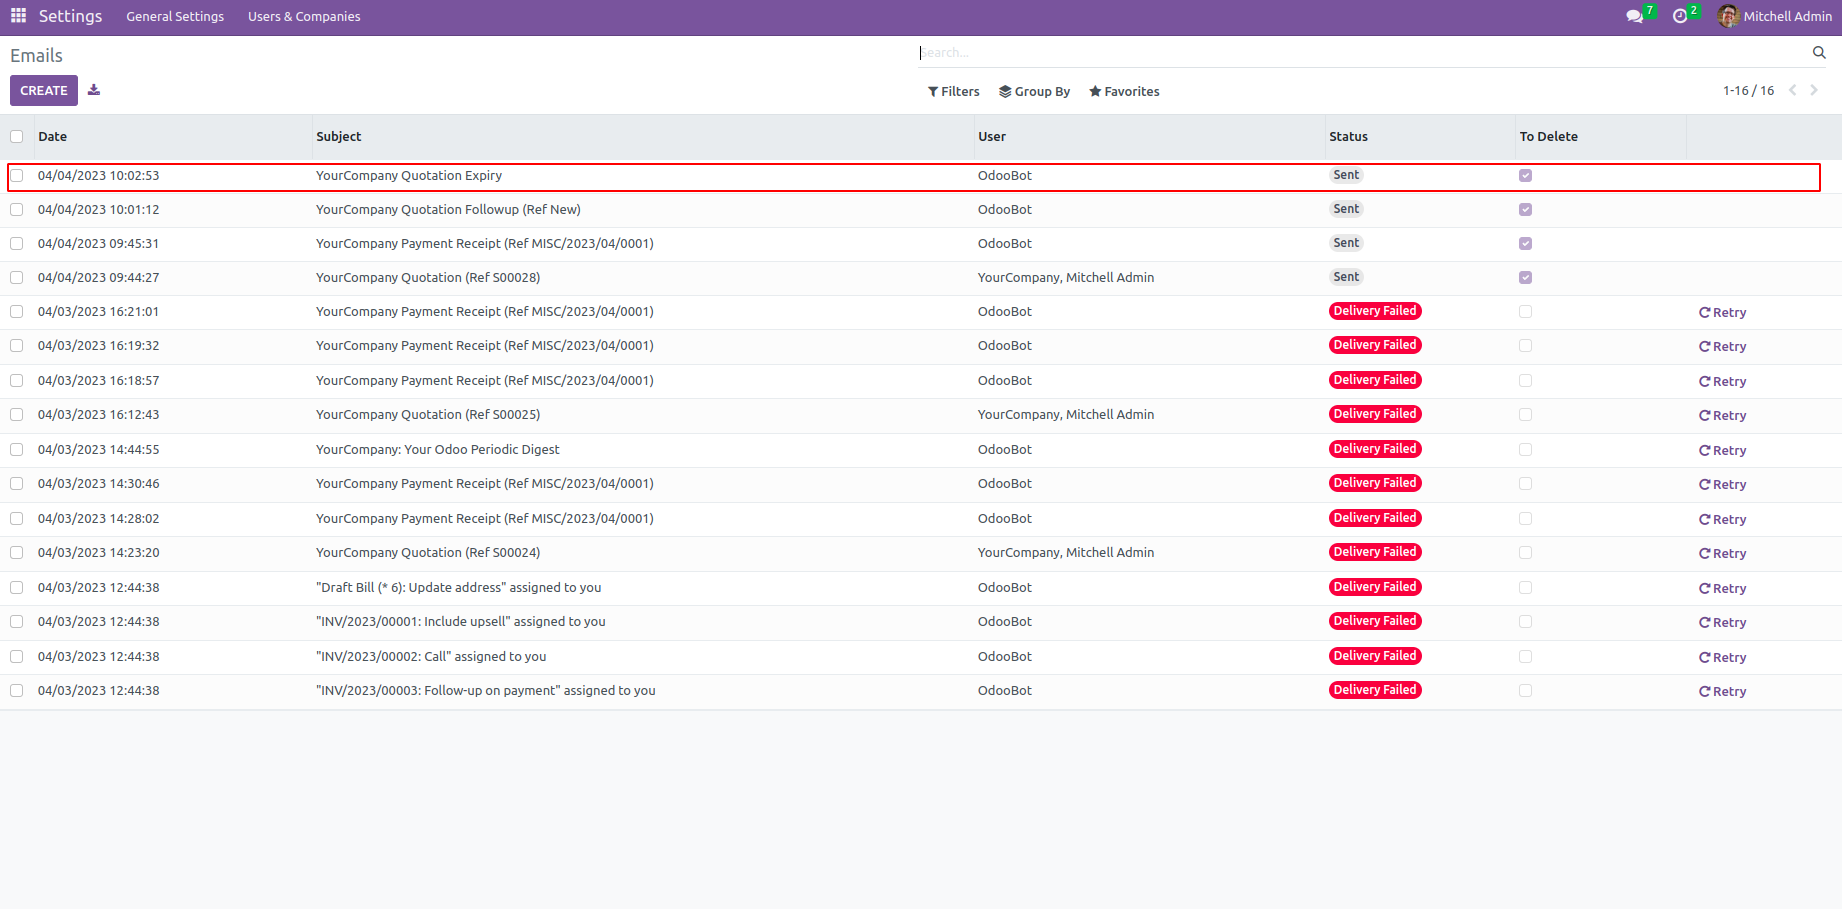 Settings General Settings Users & Companies 7 2 Mitchell Admin
Emails Search...
CREATE Filters Group By Favorites 1-16 / 16
Date Subject User Status To Delete
04/04/2023 10:02:53 YourCompany Quotation Expiry OdooBot Sent
04/04/2023 10:01:12 YourCompany Quotation Followup (Ref New) OdooBot Sent
04/04/2023 09:45:31 YourCompany Payment Receipt (Ref MISC/2023/04/0001) OdooBot Sent
04/04/2023 09:44:27 YourCompany Quotation (Ref S00028) YourCompany, Mitchell Admin Sent
04/03/2023 16:21:01 YourCompany Payment Receipt (Ref MISC/2023/04/0001) OdooBot Delivery Failed Retry
04/03/2023 16:19:32 YourCompany Payment Receipt (Ref MISC/2023/04/0001) OdooBot Delivery Failed Retry
04/03/2023 16:18:57 YourCompany Payment Receipt (Ref MISC/2023/04/0001) OdooBot Delivery Failed Retry
04/03/2023 16:12:43 YourCompany Quotation (Ref S00025) YourCompany, Mitchell Admin Delivery Failed Retry
04/03/2023 14:44:55 YourCompany: Your Odoo Periodic Digest OdooBot Delivery Failed Retry
04/03/2023 14:30:46 YourCompany Payment Receipt (Ref MISC/2023/04/0001) OdooBot Delivery Failed Retry
04/03/2023 14:28:02 YourCompany Payment Receipt (Ref MISC/2023/04/0001) OdooBot Delivery Failed Retry
04/03/2023 14:23:20 YourCompany Quotation (Ref S00024) YourCompany, Mitchell Admin Delivery Failed Retry
04/03/2023 12:44:38 "Draft Bill (* 6): Update address" assigned to you OdooBot Delivery Failed Retry
04/03/2023 12:44:38 "INV/2023/00001: Include upsell" assigned to you OdooBot Delivery Failed Retry
04/03/2023 12:44:38 "INV/2023/00002: Call" assigned to you OdooBot Delivery Failed Retry
04/03/2023 12:44:38 "INV/2023/00003: Follow-up on payment" assigned to you OdooBot Delivery Failed Retry